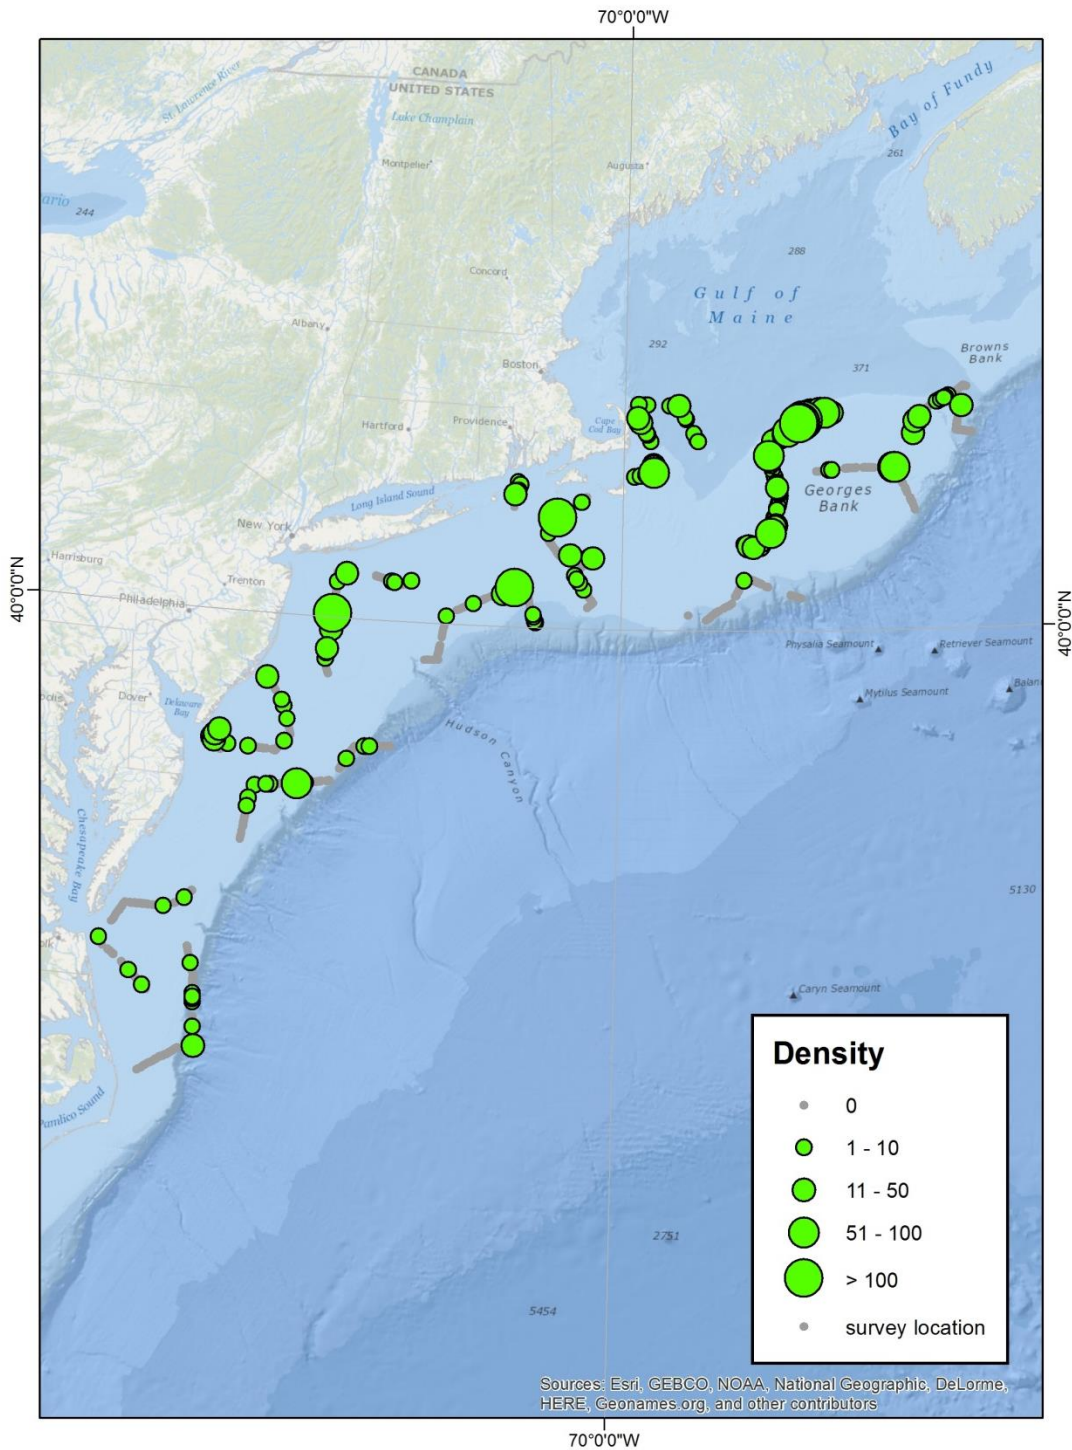 70°0'0"W
CANADA
UNITED STATES
St. Lawrence River
Lake Champlain
Bay of Fundy
261
Montpelier
Augusta
ario
244
288
Concord
Gulf of
Maine
Albany
292
Browns
Bank
371
Boston
Cape
Cod Bay
Hartford
Providence
Georges
Bank
Long Island Sound
New York
Harrisburg
Trenton
40°0'0"N
Philadelphia
40°0'0"N
Physalia Seamount
Retriever Seamount
Dover
Delaware
Bay
Mytilus Seamount
Balan
polis
Hudson Canyon
Chesapeake Bay
5130
olk
Caryn Seamount
Pamlico Sound
Density
0
1 - 10
11 - 50
51 - 100
> 100
survey location
2751
5454
Sources: Esri, GEBCO, NOAA, National Geographic, DeLorme,
HERE, Geonames.org, and other contributors
70°0'0"W